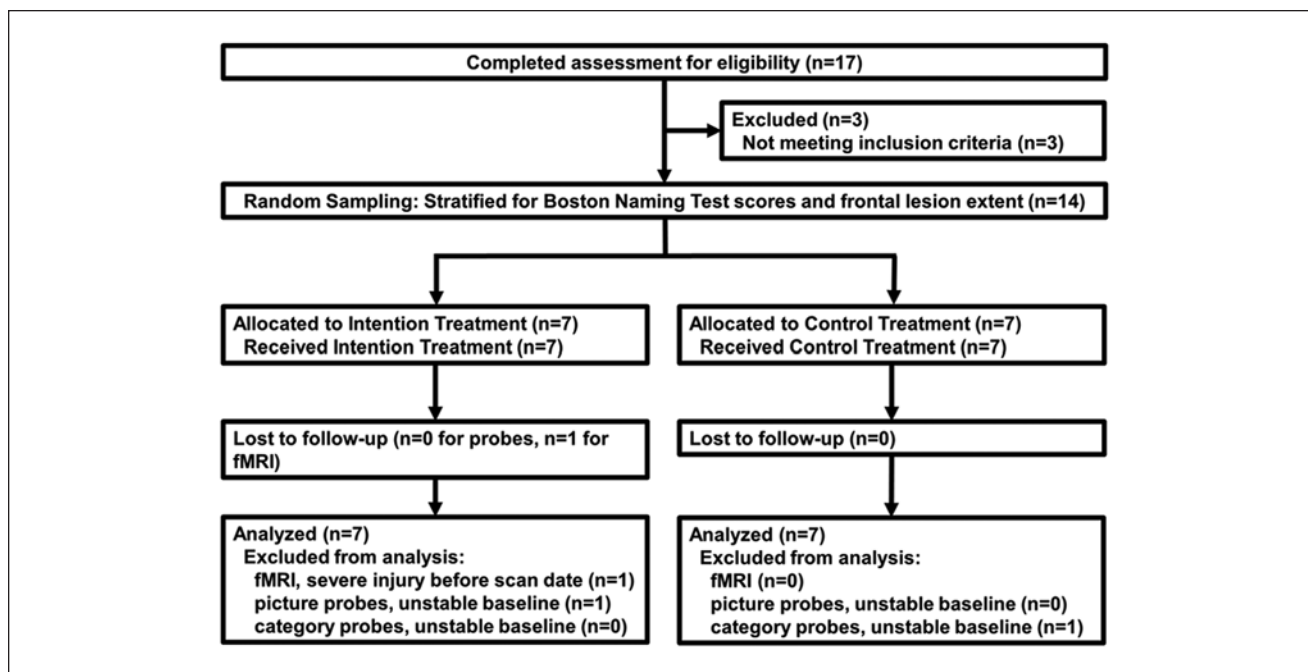 Completed assessment for eligibility (n=17)
Excluded (n=3)
Not meeting inclusion criteria (n=3)
Random Sampling: Stratified for Boston Naming Test scores and frontal lesion extent (n=14)
Allocated to Intention Treatment (n=7)
Received Intention Treatment (n=7)
Allocated to Control Treatment (n=7)
Received Control Treatment (n=7)
Lost to follow-up (n=0 for probes, n=1 for
fMRI)
Lost to follow-up (n=0)
Analyzed (n=7)
Excluded from analysis:
fMRI, severe injury before scan date (n=1)
picture probes, unstable baseline (n=1)
category probes, unstable baseline (n=0)
Analyzed (n=7)
Excluded from analysis:
fMRI (n=0)
picture probes, unstable baseline (n=0)
category probes, unstable baseline (n=1)